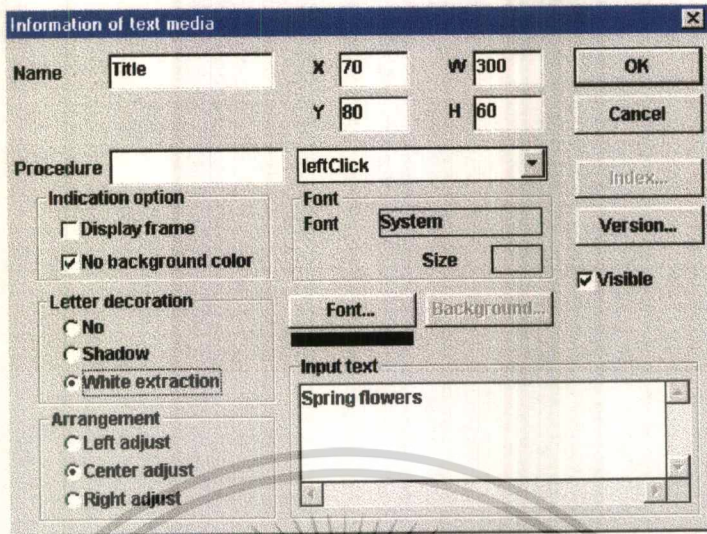 Information of text media
Name Title X 70 W 300 OK
Y 80 H 60 Cancel
Procedure leftClick Index...
Indication option Font
Display frame Font System Version...
No background color Size
Visible
Letter decoration Font... Background...
No
Shadow
White extraction Input text
Spring flowers
Arrangement
Left adjust
Center adjust
Right adjust